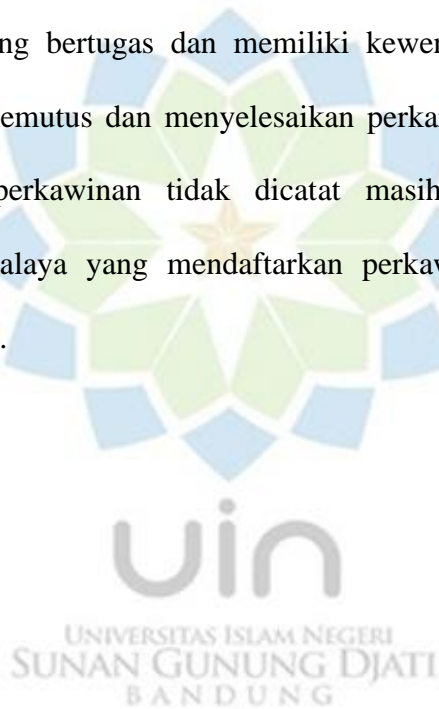 ng bertugas dan memiliki kewen
emutus dan menyelesaikan perka
perkawinan tidak dicatat masih
alaya yang mendaftarkan perkaw
.
uin
UNIVERSITAS ISLAM NEGERI
SUNAN GUNUNG DJATI
BANDUNG